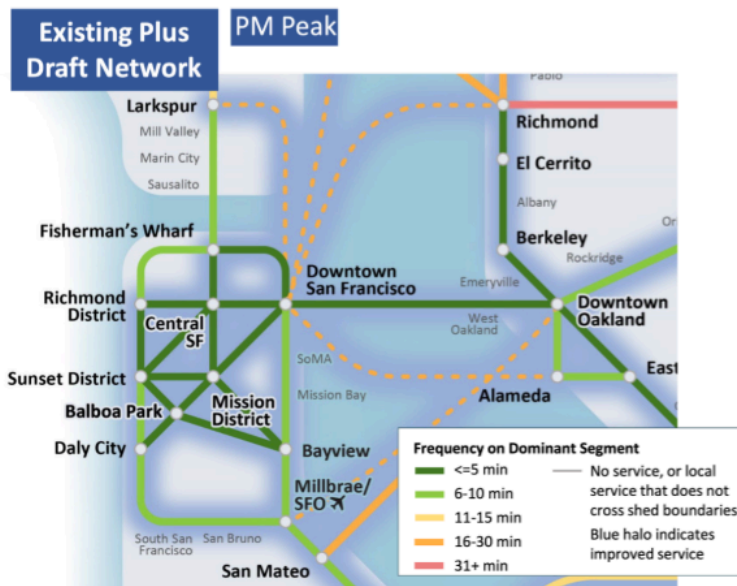 Existing Plus
Draft Network
PM Peak
Pablo
Larkspur
Richmond
Mill Valley
Marin City
El Cerrito
Sausalito
Albany
Fisherman's Wharf
Berkeley
Or
Rockridge
Downtown
San Francisco
Emeryville
Richmond
District
Central
SF
West
Oakland
Downtown
Oakland
SoMA
Sunset District
Mission
District
Mission Bay
Alameda
East
Balboa Park
Daly City
Bayview
Millbrae/
SFO
South San
Francisco
San Bruno
San Mateo
Frequency on Dominant Segment
<=5 min
6-10 min
11-15 min
16-30 min
31+ min
No service, or local
service that does not
cross shed boundaries
Blue halo indicates
improved service